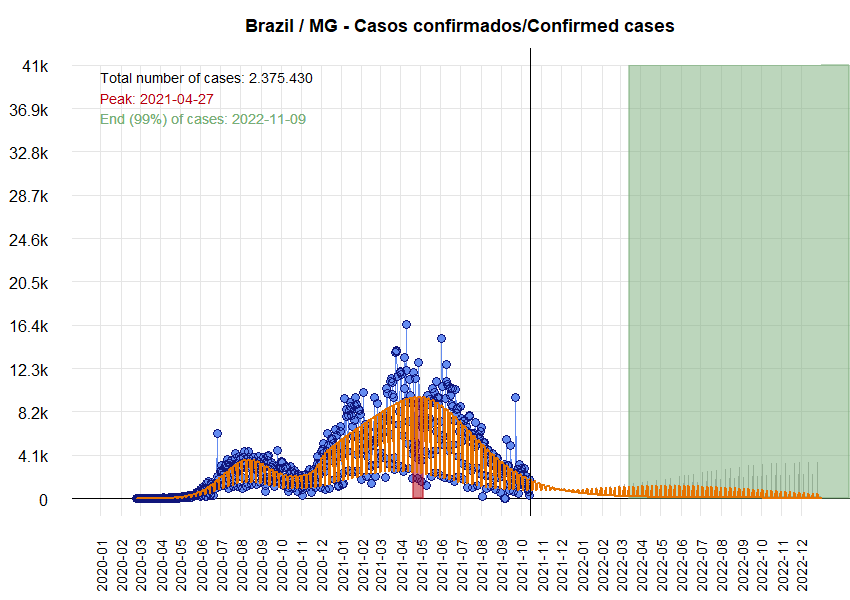 Brazil / MG - Casos confirmados/Confirmed cases
Total number of cases: 2.375.430
Peak: 2021-04-27
End (99%) of cases: 2022-11-09
41k
36.9k
32.8k
28.7k
24.6k
20.5k
16.4k
12.3k
8.2k
4.1k
0
2020-01
2020-02
2020-03
2020-04
2020-05
2020-06
2020-07
2020-08
2020-09
2020-10
2020-11
2020-12
2021-01
2021-02
2021-03
2021-04
2021-05
2021-06
2021-07
2021-08
2021-09
2021-10
2021-11
2021-12
2022-01
2022-02
2022-03
2022-04
2022-05
2022-06
2022-07
2022-08
2022-09
2022-10
2022-11
2022-12